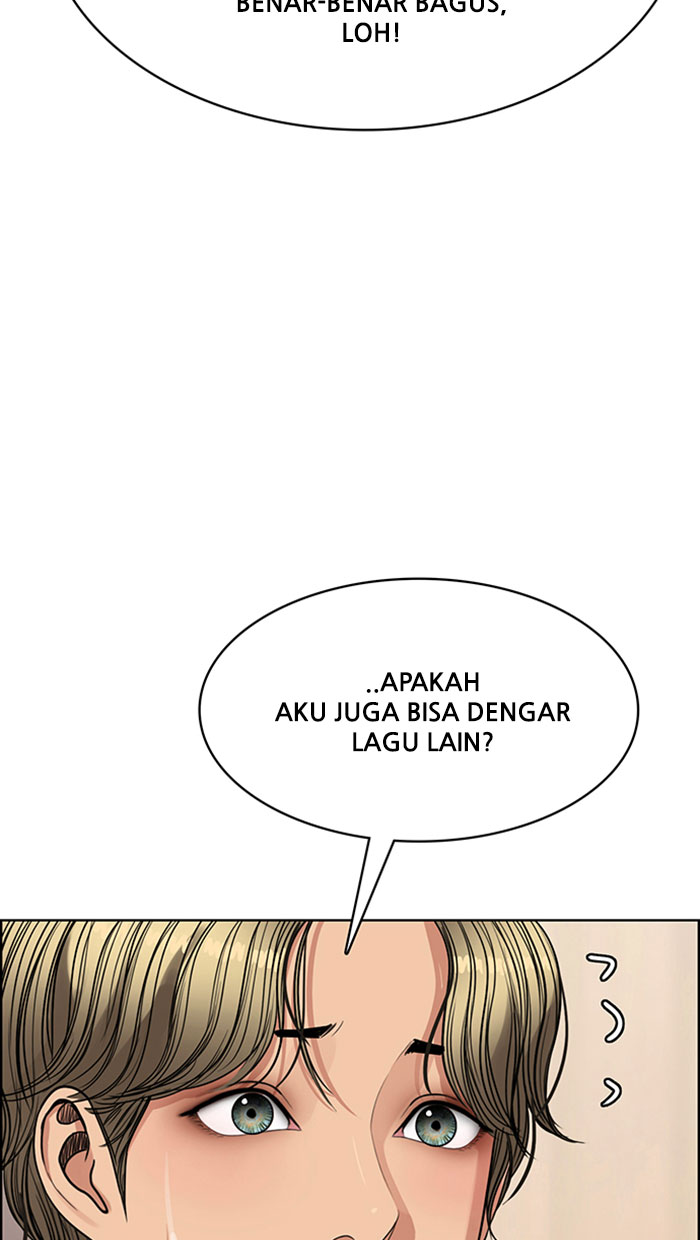 BENAR-BENAR BAGUS,
LOH!
..APAKAH
AKU JUGA BISA DENGAR
LAGU LAIN?